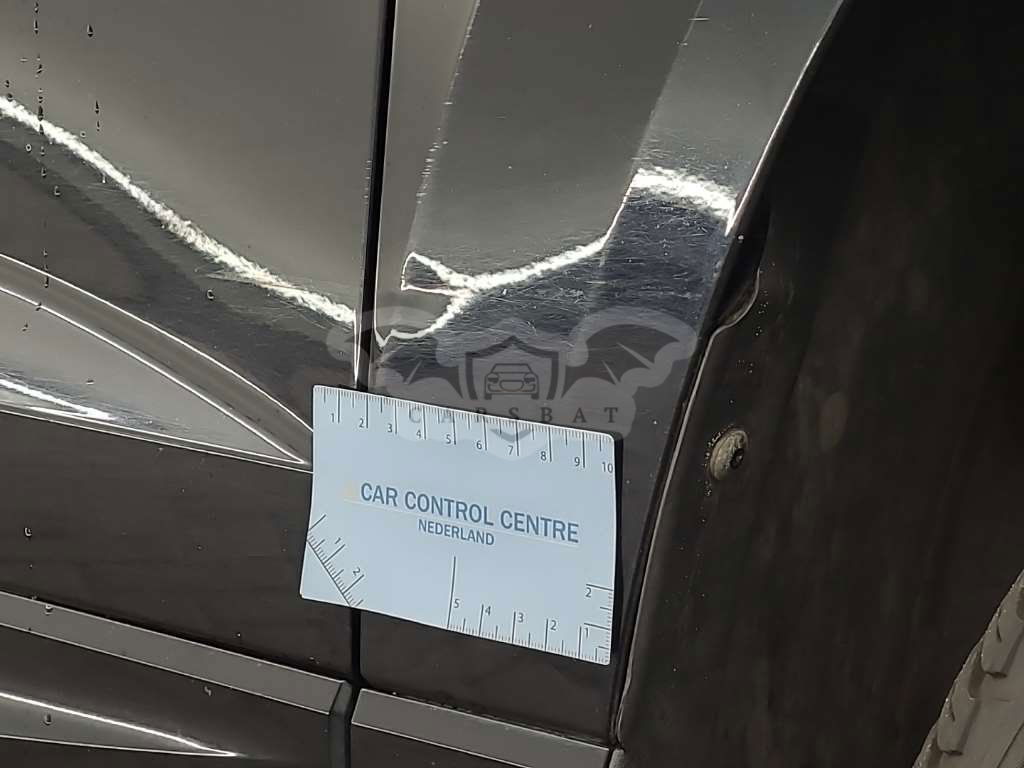 CARSBAT
1 2 3 4 5 6 7 8 9 10
CAR CONTROL CENTRE
NEDERLAND
1
2
2
5 4 3 2 1